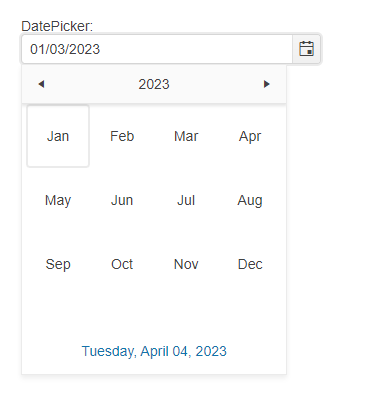 DatePicker:
01/03/2023
2023
Jan Feb Mar Apr
May Jun Jul Aug
Sep Oct Nov Dec
Tuesday, April 04, 2023